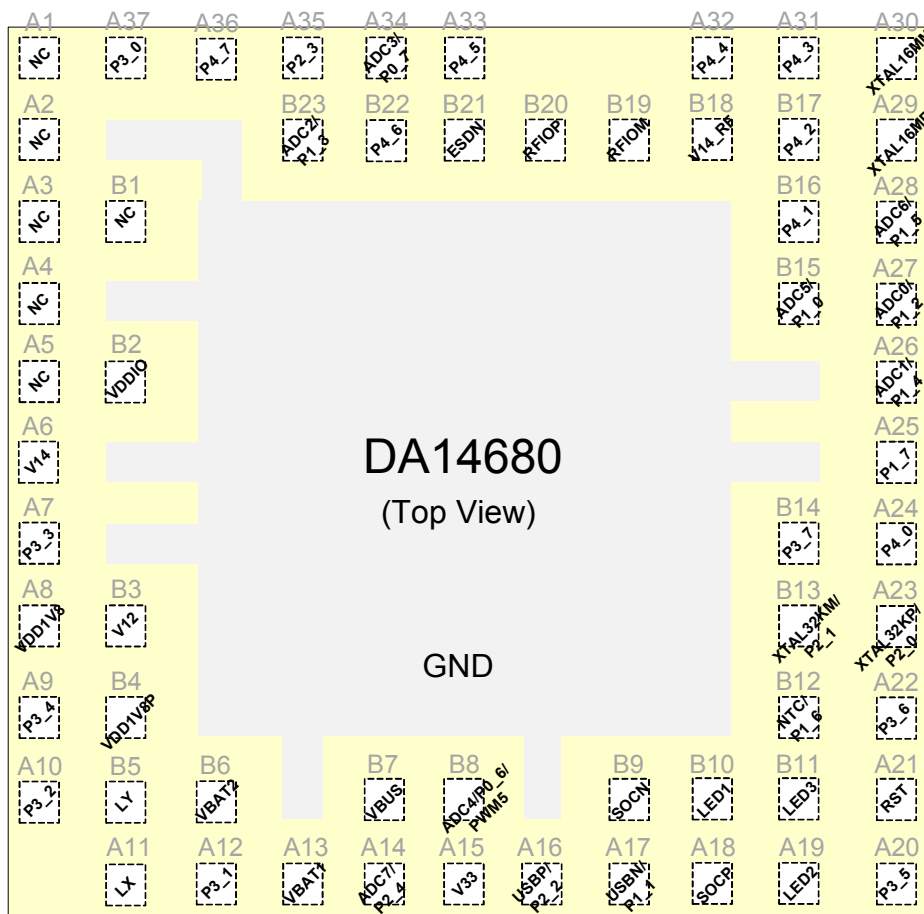 A1 A37 A36 A35 A34 A33 A32 A31 A30
NC P3_0 P4_7 P2_3 ADC3/ P0_7 P4_5 P4_4 P4_3
A2 B23 B22 B21 B20 B19 B18 B17 A29
NC ADC2/ P1_3 P4_6 ESDN RFIOP RFIOM V14_RF P4_2
A3 B1 B16 A28
NC NC P4_1 ADC6/ P1_5
A4 B15 A27
NC ADC5/ P1_0 ADC0/ P1_2
A5 B2 A26
NC VDDIO ADC1/ P1_4
A6 A25
V14 P1_7
DA14680
(Top View)
A7 B14 A24
P3_3 P3_7 P4_0
A8 B3 B13 A23
VDD1V8 V12 XTAL32KM/ P2_1 XTAL32KP/ P2_0
GND
A9 B4 B12 A22
P3_4 VDD1V8P NTC/ P1_6 P3_6
A10 B5 B6 B7 B8 B9 B10 B11 A21
P3_2 LY VBAT2 VBUS ADC4/P0_6/ PWM5 SOCN LED1 LED3 RST
A11 A12 A13 A14 A15 A16 A17 A18 A19 A20
LX P3_1 VBAT1 ADC7/ P2_4 V33 USBP/ P2_2 USBN/ P1_1 SOCP LED2 P3_5